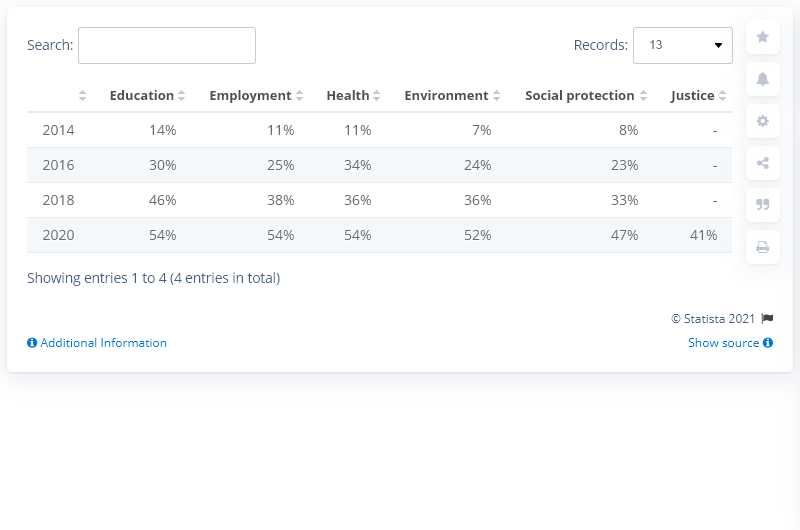 Search: Records: 13
Education Employment Health Environment Social protection Justice
2014 14% 11% 11% 7% 8% -
2016 30% 25% 34% 24% 23% -
2018 46% 38% 36% 36% 33% -
2020 54% 54% 54% 52% 47% 41%
Showing entries 1 to 4 (4 entries in total)
© Statista 2021
Additional Information Show source